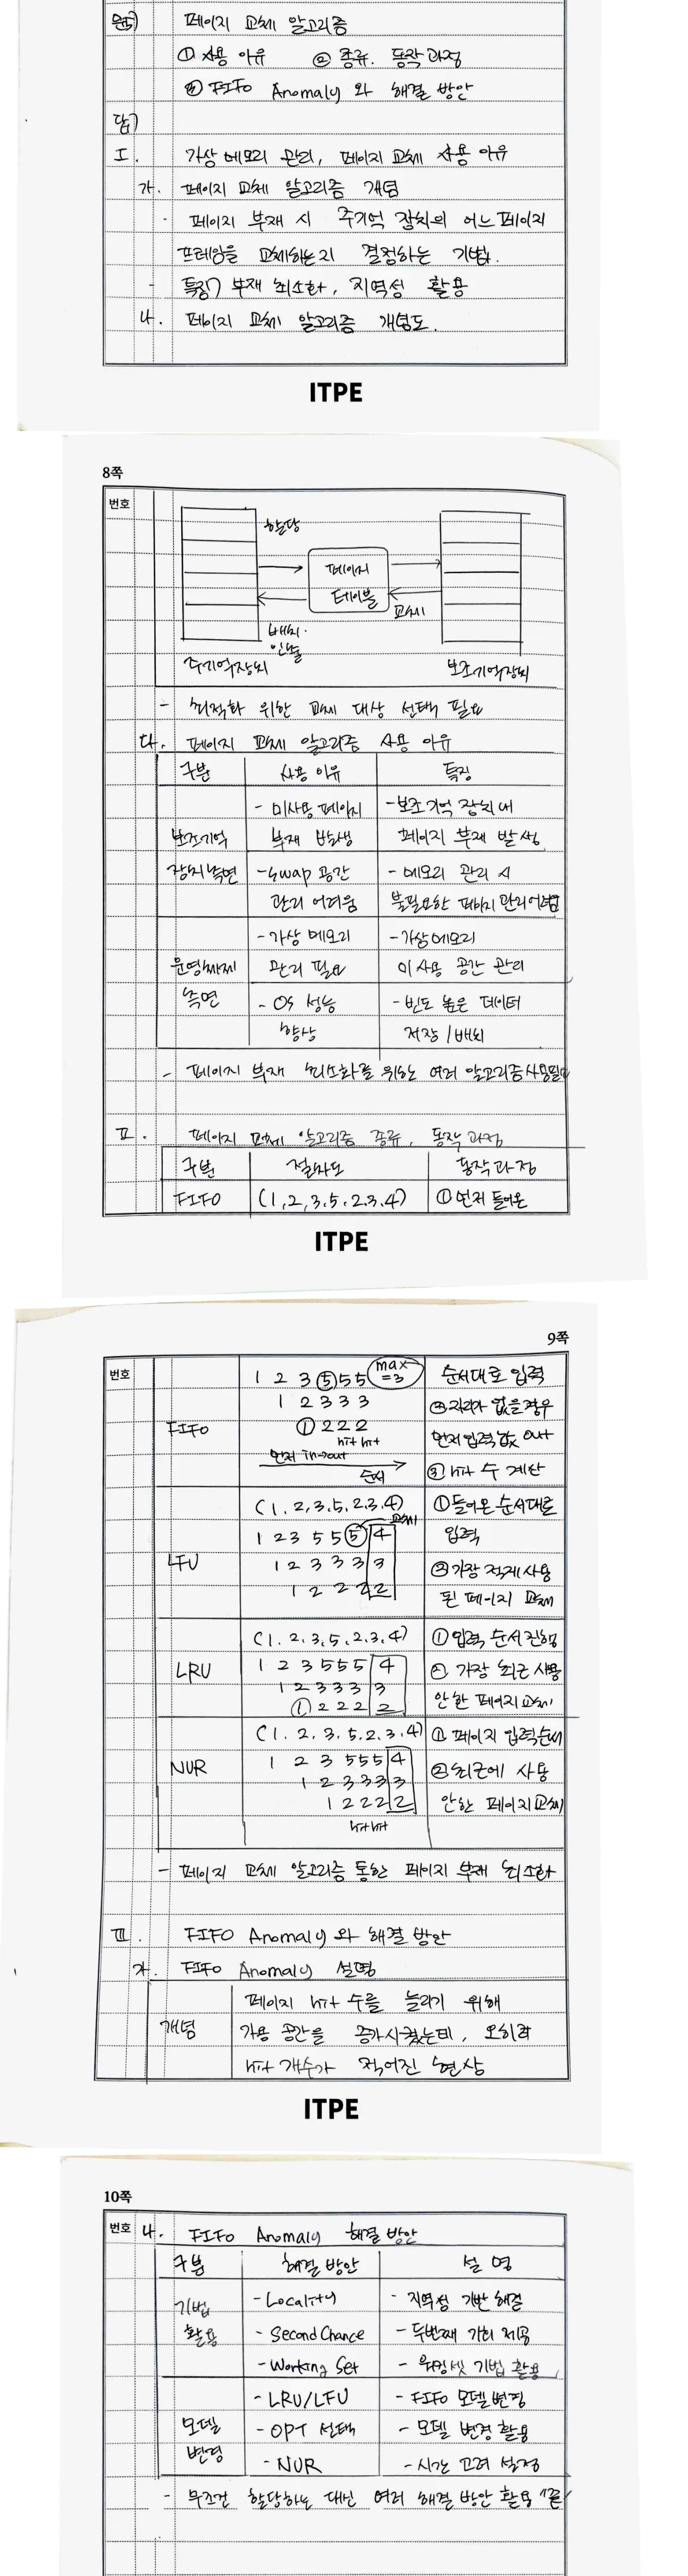 문5) 페이지 교체 알고리즘
① 사용 이유 ② 종류. 동작과정
③ FIFO Anomaly 와 해결 방안
답)
I. 가상 메모리 관리, 페이지 교체 사용 이유
가. 페이지 교체 알고리즘 개념
- 페이지 부재 시 주기억 장치의 어느 페이지
프레임을 교체하는지 결정하는 기법.
- 특징) 부재 최소화, 지역성 활용
나. 페이지 교체 알고리즘 개념도.
ITPE
8쪽
번호
할당
페이지
테이블
교체
배치.
인출
주기억장치 보조기억장치
- 최적화 위한 교체 대상 선택 필요
다. 페이지 교체 알고리즘 사용 이유
구분 사용 이유 특징
- 미사용 페이지 - 보조기억 장치 내
보조기억 부재 발생 페이지 부재 발생
장치측면 - swap 공간 - 메모리 관리 시
관리 어려움 불필요한 페이지 관리어려움
- 가상 메모리 - 가상메모리
운영체제 관리 필요 미사용 공간 관리
측면 - OS 성능 - 빈도 높은 데이터
향상 저장 / 배치
- 페이지 부재 최소화를 위하는 여러 알고리즘사용필요
II. 페이지 교체 알고리즘 종류, 동작 과정
구분 절차도 동작과정
FIFO (1,2,3,5,2,3,4) ① 먼저 들어온
ITPE
9쪽
번호 1 2 3 ⑤ 5 5 max =3 순서대로 입력
1 2 3 3 3 ② 자리가 없을경우
FIFO ① 2 2 2 먼저입력값 out
hit hit
먼저 in→out
순서 ③ hit 수 계산
(1. 2, 3, 5, 2, 3, 4) ① 들어온 순서대로
교체
1 2 3 5 5 ⑤ 4 입력
LFU 1 2 3 3 3 3 ② 가장 적게 사용
1 2 2 2 2 된 페이지 교체
(1. 2, 3, 5, 2, 3, 4) ① 입력 순서 진행
LRU 1 2 3 5 5 5 4 ② 가장 최근 사용
1 2 3 3 3 3 안한 페이지교체
① 2 2 2 2
(1. 2. 3, 5, 2, 3, 4) ① 페이지 입력순서
NUR 1 2 3 5 5 5 4 ② 최근에 사용
1 2 3 3 3 3 안한 페이지교체
1 2 2 2 2
hit hit
- 페이지 교체 알고리즘 통한 페이지 부재 최소화
III. FIFO Anomaly 와 해결 방안
가. FIFO Anomaly 설명
페이지 hit 수를 늘리기 위해
개념 가용 공간을 증가시켰는데, 오히려
hit 개수가 적어진 현상
ITPE
10쪽
번호 나. FIFO Anomaly 해결 방안
구분 해결 방안 설명
기법 - Locality - 지역성 기반 해결
활용 - Second Chance - 두번째 기회 제공
- Working Set - 워킹셋 기법 활용
- LRU/LFU - FIFO 모델변경
모델 - OPT 선택 - 모델 변경 활용
변경 - NUR - 시간 고려 설정
- 무조건 할당하는 대신 여러 해결 방안 활용 "끝"